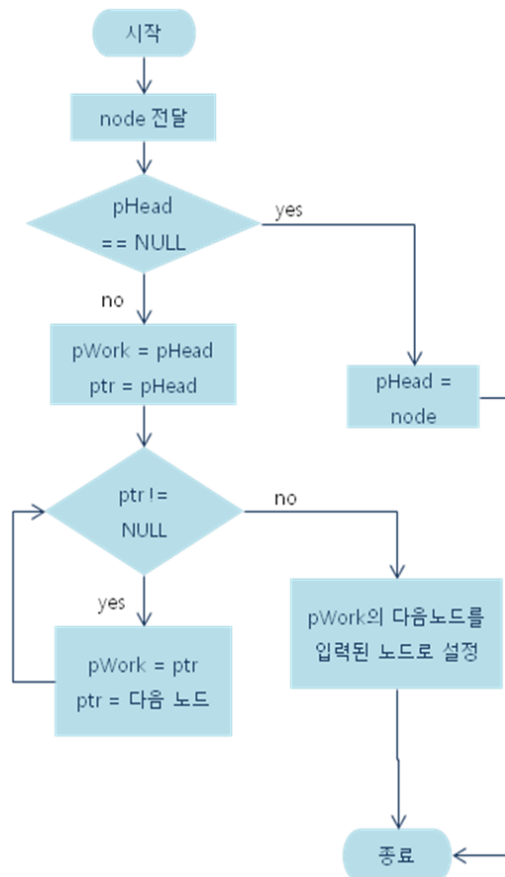 시작
node 전달
pHead
== NULL
yes
no
pWork = pHead
ptr = pHead
pHead =
node
ptr !=
NULL
no
yes
pWork의 다음노드를
입력된 노드로 설정
pWork = ptr
ptr = 다음 노드
종료